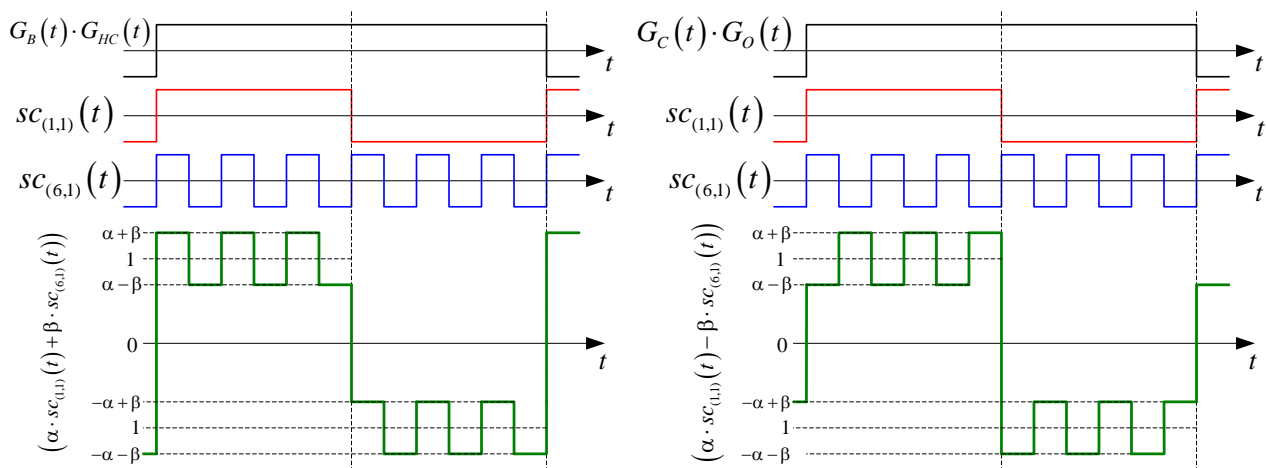 G_B(t)·G_HC(t)
t
sc_(1,1)(t)
t
sc_(6,1)(t)
t
(α·sc_(1,1)(t)+β·sc_(6,1)(t))
α+β
1
α−β
0
t
−α+β
1
−α−β
G_C(t)·G_O(t)
t
sc_(1,1)(t)
t
sc_(6,1)(t)
t
(α·sc_(1,1)(t)−β·sc_(6,1)(t))
α+β
1
α−β
0
t
−α+β
1
−α−β